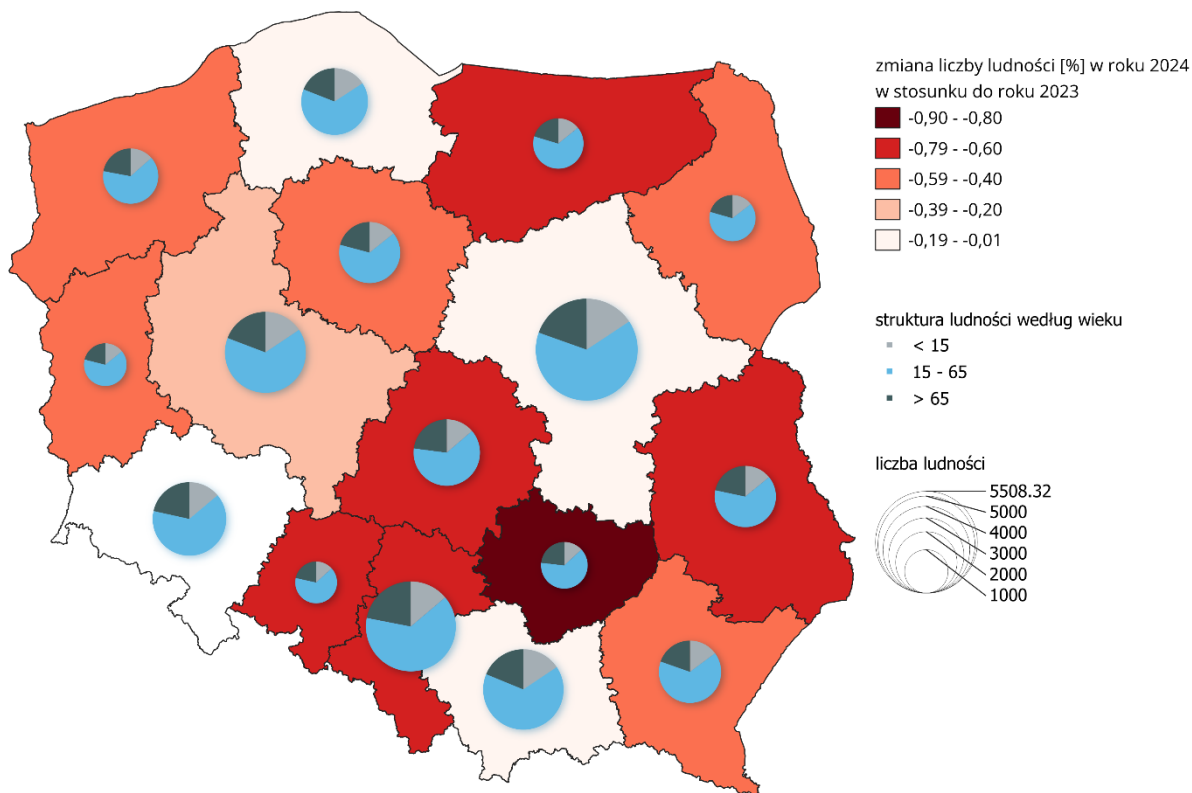 zmiana liczby ludności [%] w roku 2024
w stosunku do roku 2023
-0,90 - -0,80
-0,79 - -0,60
-0,59 - -0,40
-0,39 - -0,20
-0,19 - -0,01
struktura ludności według wieku
< 15
15 - 65
> 65
liczba ludności
5508.32
5000
4000
3000
2000
1000